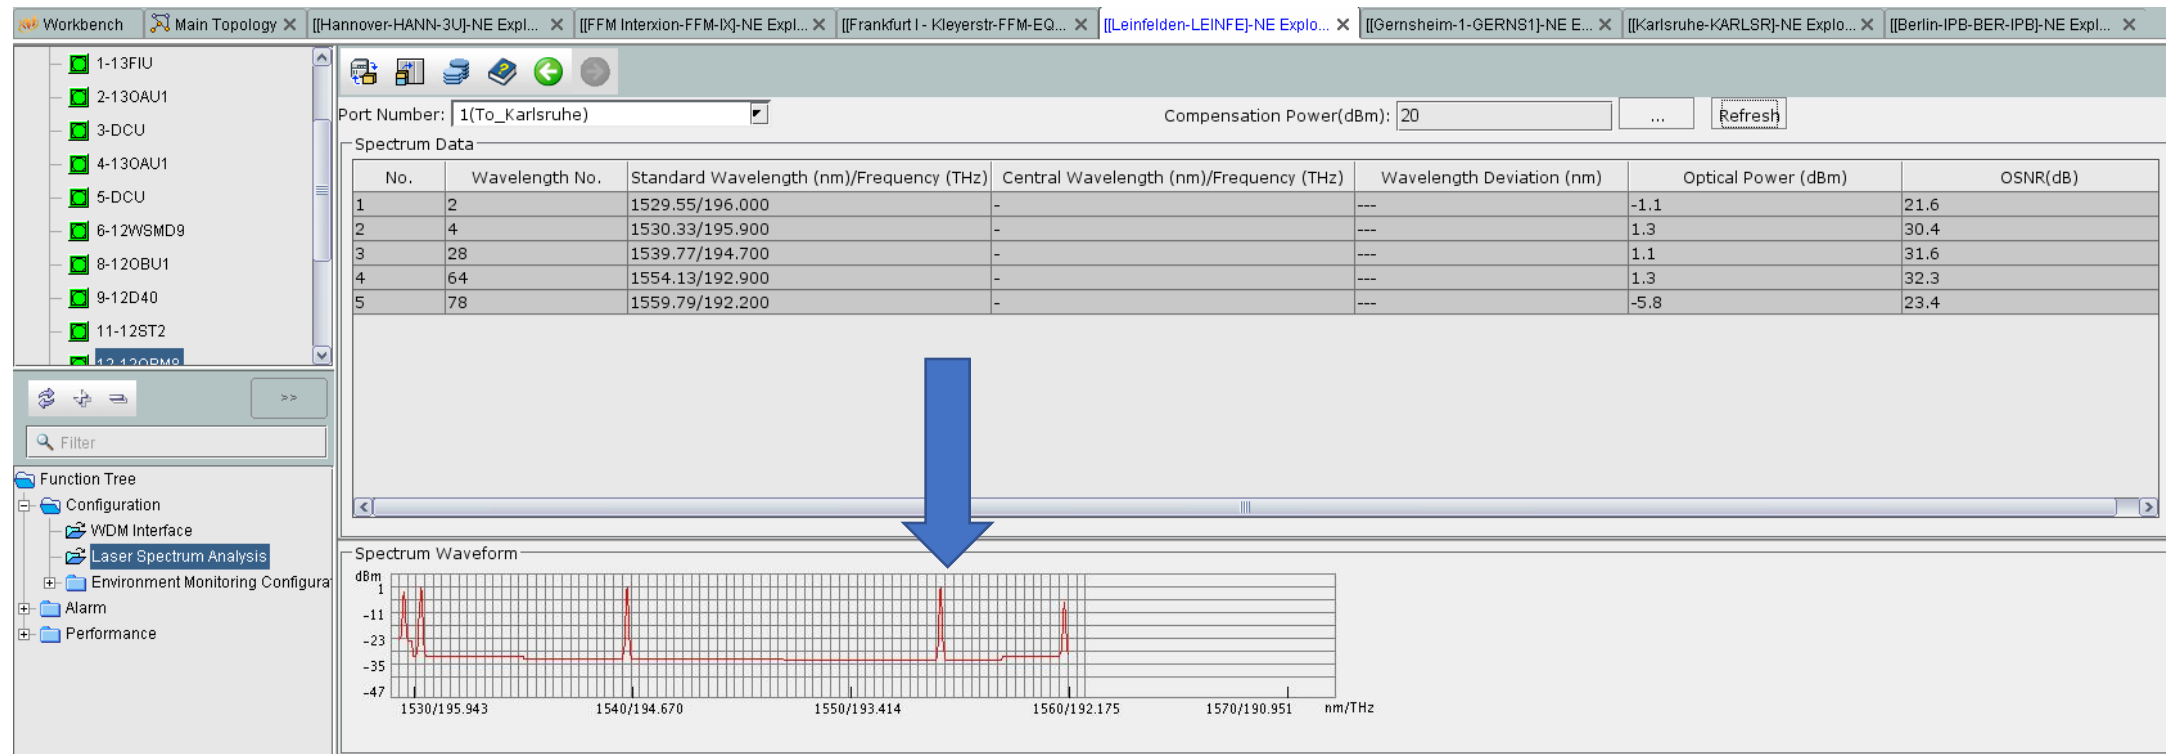 Workbench Main Topology [[Hannover-HANN-3U]-NE Expl... [[FFM Interxion-FFM-IX]-NE Expl... [[Frankfurt I - Kleyerstr-FFM-EQ... [[Leinfelden-LEINFE]-NE Explo... [[Gernsheim-1-GERNS1]-NE E... [[Karlsruhe-KARLSR]-NE Explo... [[Berlin-IPB-BER-IPB]-NE Expl...
1-13FIU
2-13OAU1
3-DCU
4-13OAU1
5-DCU
6-12WSMD9
8-12OBU1
9-12D40
11-12ST2
12-12OPM8
>>
Filter
Function Tree
Configuration
WDM Interface
Laser Spectrum Analysis
Environment Monitoring Configura
Alarm
Performance
Port Number: 1(To_Karlsruhe) Compensation Power(dBm): 20 ... Refresh
Spectrum Data
No. Wavelength No. Standard Wavelength (nm)/Frequency (THz) Central Wavelength (nm)/Frequency (THz) Wavelength Deviation (nm) Optical Power (dBm) OSNR(dB)
1 2 1529.55/196.000 - --- -1.1 21.6
2 4 1530.33/195.900 - --- 1.3 30.4
3 28 1539.77/194.700 - --- 1.1 31.6
4 64 1554.13/192.900 - --- 1.3 32.3
5 78 1559.79/192.200 - --- -5.8 23.4
Spectrum Waveform
dBm
1
-11
-23
-35
-47
1530/195.943 1540/194.670 1550/193.414 1560/192.175 1570/190.951 nm/THz